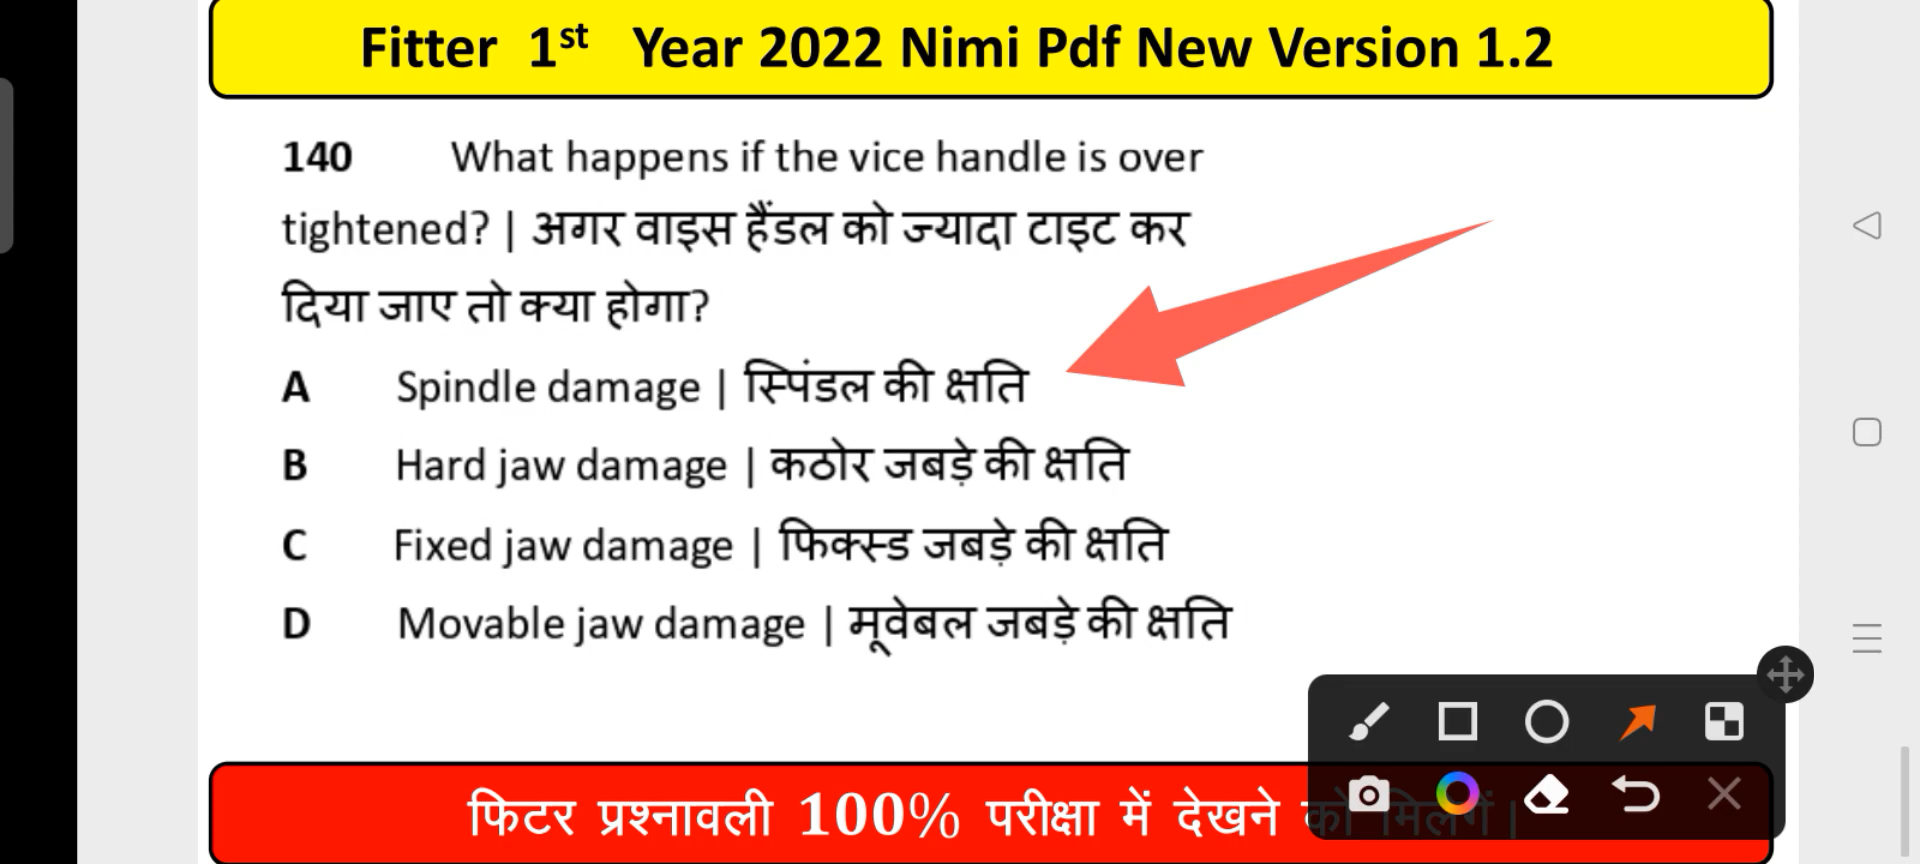 Fitter 1st Year 2022 Nimi Pdf New Version 1.2
140 What happens if the vice handle is over
tightened? | अगर वाइस हैंडल को ज्यादा टाइट कर
दिया जाए तो क्या होगा?
A Spindle damage | स्पिंडल की क्षति
B Hard jaw damage | कठोर जबड़े की क्षति
C Fixed jaw damage | फिक्स्ड जबड़े की क्षति
D Movable jaw damage | मूवेबल जबड़े की क्षति
फिटर प्रश्नावली 100% परीक्षा में देखने को मिलगें |